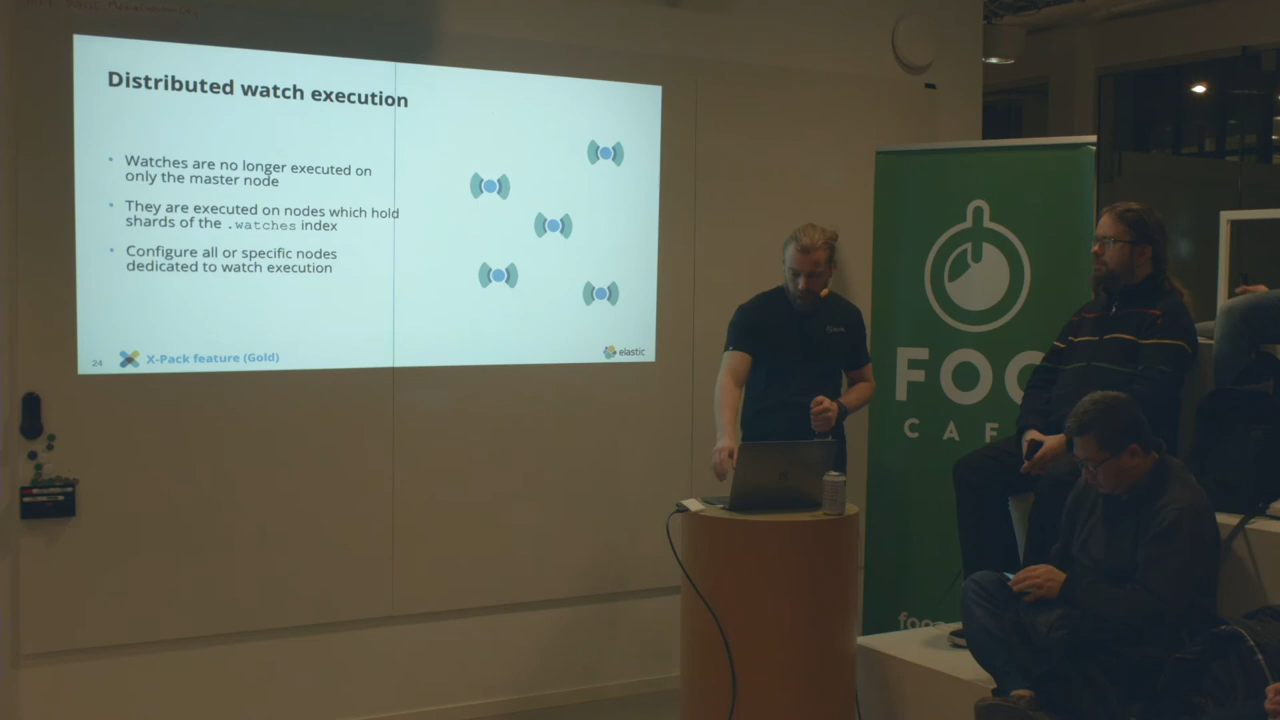 Distributed watch execution
Watches are no longer executed on
only the master node
They are executed on nodes which hold
shards of the .watches index
Configure all or specific nodes
dedicated to watch execution
24
X-Pack feature (Gold)
elastic
FOO
CAF